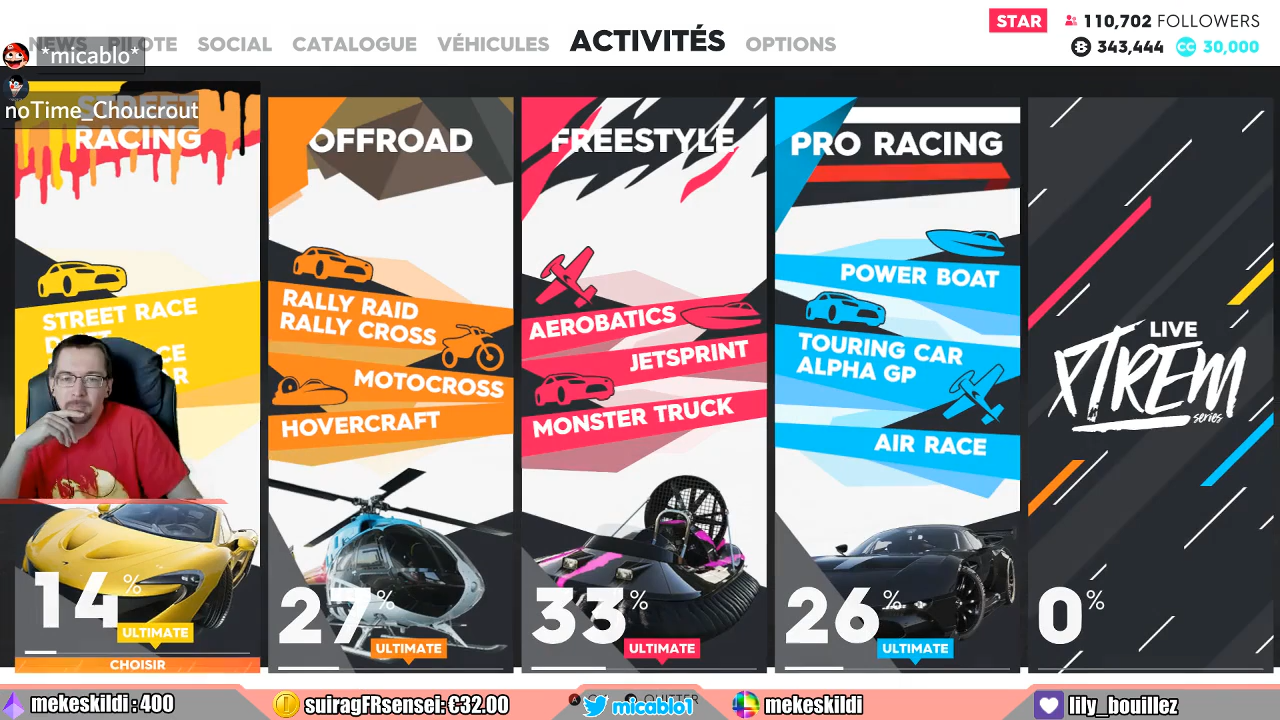 NEWS PILOTE SOCIAL CATALOGUE VÉHICULES ACTIVITÉS OPTIONS
STAR
110,702 FOLLOWERS
343,444 CC 30,000
*micablo*
noTime_Choucrout
STREET
RACING
STREET RACE
14%
ULTIMATE
CHOISIR
OFFROAD
RALLY RAID
RALLY CROSS
MOTOCROSS
HOVERCRAFT
27%
ULTIMATE
FREESTYLE
AEROBATICS
JETSPRINT
MONSTER TRUCK
33%
ULTIMATE
PRO RACING
POWER BOAT
TOURING CAR
ALPHA GP
AIR RACE
26%
ULTIMATE
LIVE
XTREM
series
0%
mekeskildi : 400
suiragFRsensei: €32.00
micablo1
mekeskildi
lily_bouillez